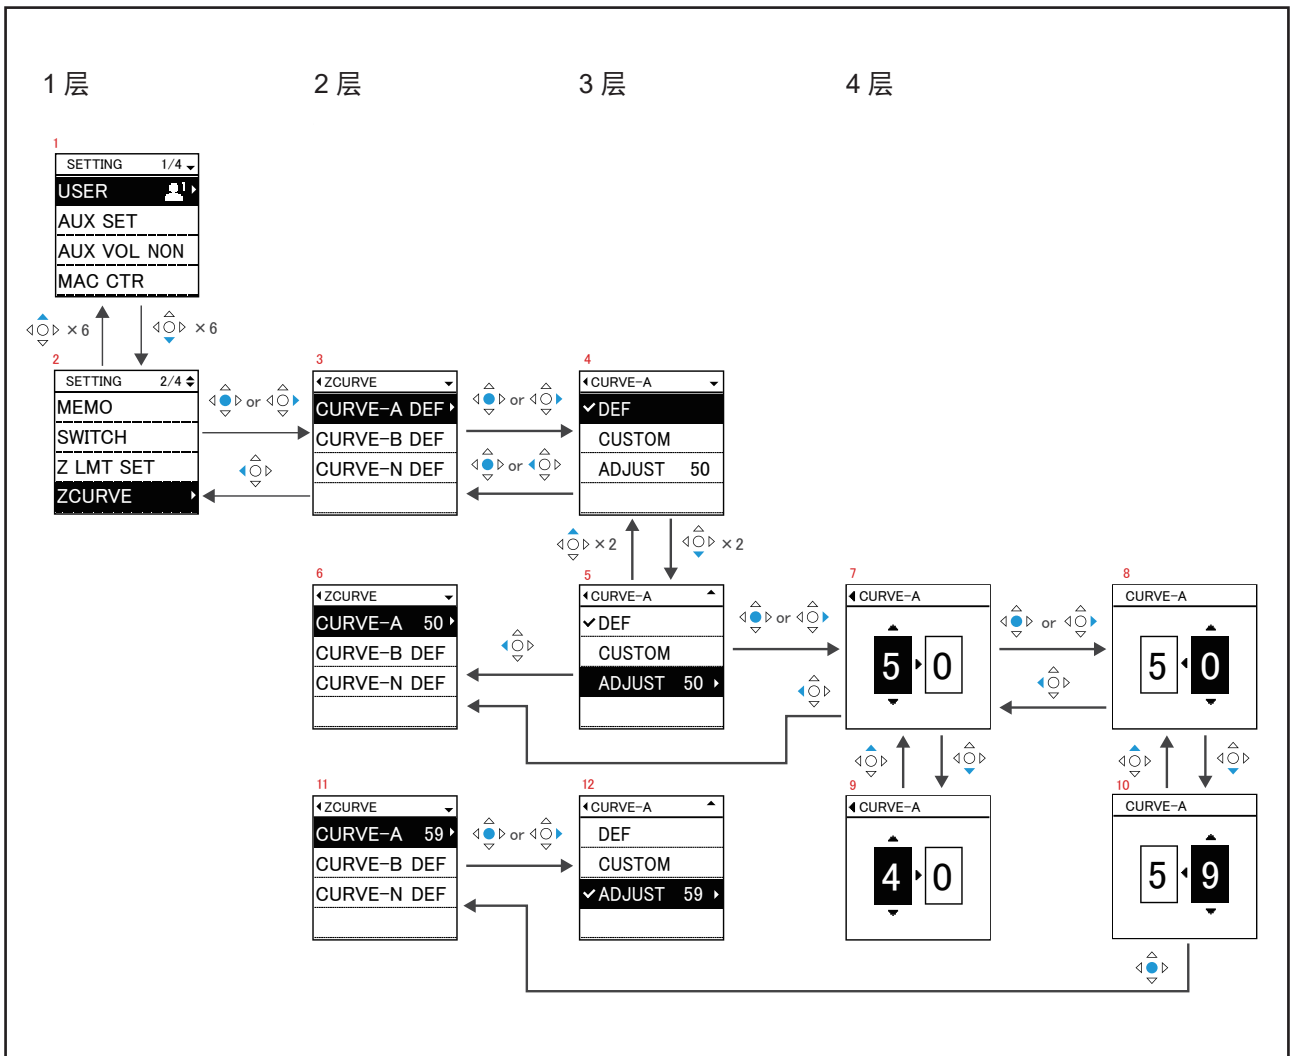 1 层
2 层
3 层
4 层
1
SETTING 1/4
USER 1
AUX SET
AUX VOL NON
MAC CTR
×6
×6
2
SETTING 2/4
MEMO
SWITCH
Z LMT SET
ZCURVE
or
3
ZCURVE
CURVE-A DEF
CURVE-B DEF
CURVE-N DEF
or
or
4
CURVE-A
DEF
CUSTOM
ADJUST 50
×2
×2
6
ZCURVE
CURVE-A 50
CURVE-B DEF
CURVE-N DEF
5
CURVE-A
DEF
CUSTOM
ADJUST 50
or
7
CURVE-A
5 0
or
8
CURVE-A
5 0
11
ZCURVE
CURVE-A 59
CURVE-B DEF
CURVE-N DEF
or
12
CURVE-A
DEF
CUSTOM
ADJUST 59
9
CURVE-A
4 0
10
CURVE-A
5 9